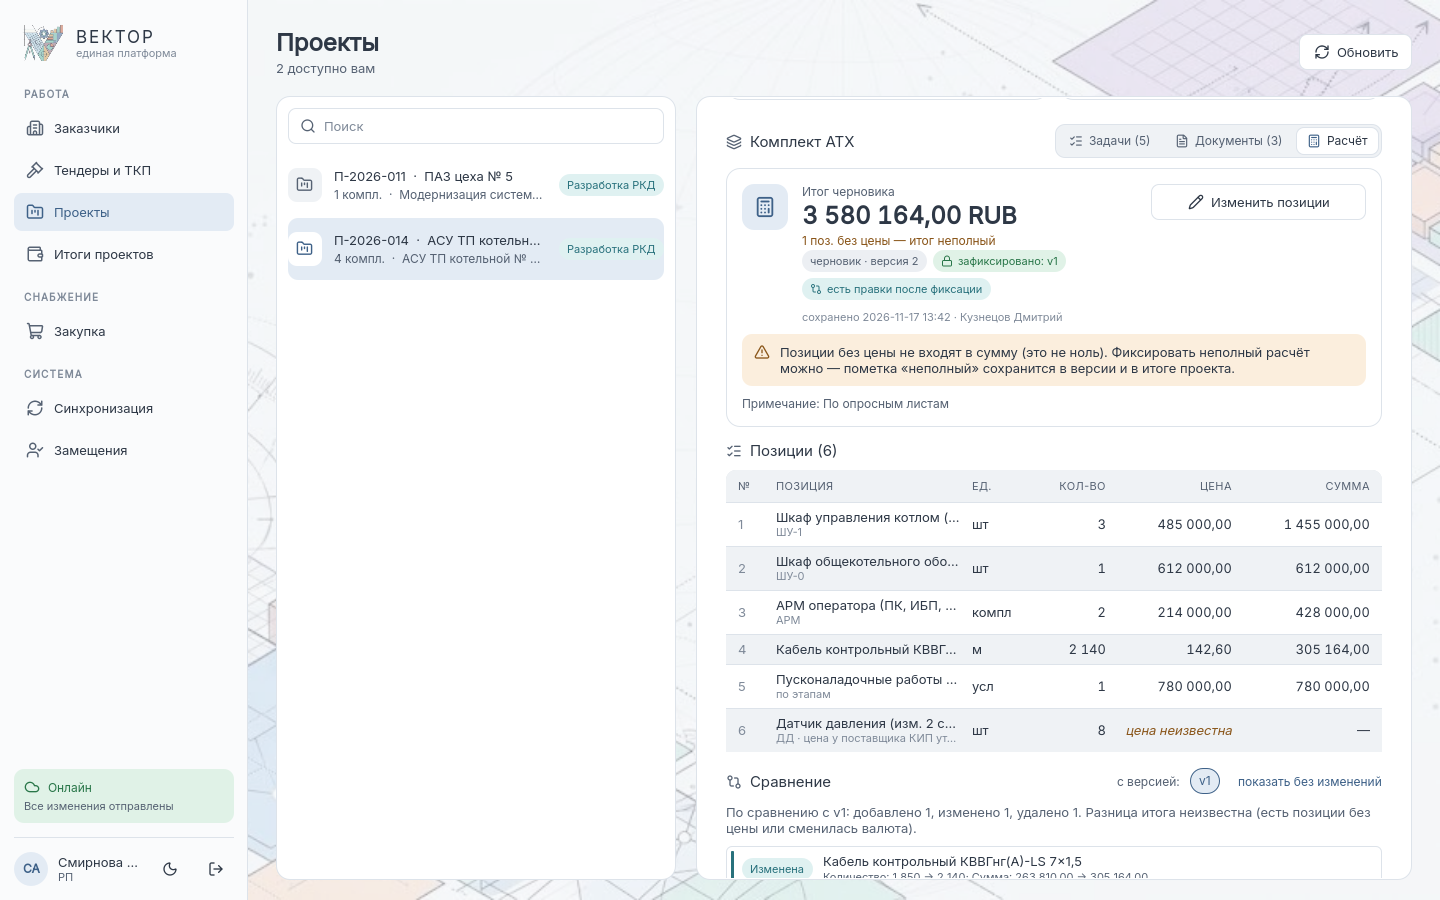 ВЕКТОР
единая платформа
РАБОТА
Заказчики
Тендеры и ТКП
Проекты
Итоги проектов
СНАБЖЕНИЕ
Закупка
СИСТЕМА
Синхронизация
Замещения
Онлайн
Все изменения отправлены
СА
Смирнова ...
РП
Проекты
2 доступно вам
Обновить
Поиск
П-2026-011 · ПАЗ цеха № 5
1 компл. · Модернизация систем...
Разработка РКД
П-2026-014 · АСУ ТП котельн...
4 компл. · АСУ ТП котельной № ...
Разработка РКД
Комплект АТХ
Задачи (5)
Документы (3)
Расчёт
Итог черновика
3 580 164,00 RUB
1 поз. без цены — итог неполный
черновик · версия 2
зафиксировано: v1
есть правки после фиксации
сохранено 2026-11-17 13:42 · Кузнецов Дмитрий
Изменить позиции
Позиции без цены не входят в сумму (это не ноль). Фиксировать неполный расчёт
можно — пометка «неполный» сохранится в версии и в итоге проекта.
Примечание: По опросным листам
Позиции (6)
№ ПОЗИЦИЯ ЕД. КОЛ-ВО ЦЕНА СУММА
1 Шкаф управления котлом (... шт 3 485 000,00 1 455 000,00
ШУ-1
2 Шкаф общекотельного обо... шт 1 612 000,00 612 000,00
ШУ-0
3 АРМ оператора (ПК, ИБП, ... компл 2 214 000,00 428 000,00
АРМ
4 Кабель контрольный КВВГ... м 2 140 142,60 305 164,00
5 Пусконаладочные работы ... усл 1 780 000,00 780 000,00
по этапам
6 Датчик давления (изм. 2 с... шт 8 цена неизвестна —
ДД · цена у поставщика КИП ут...
Сравнение
с версией: v1 показать без изменений
По сравнению с v1: добавлено 1, изменено 1, удалено 1. Разница итога неизвестна (есть позиции без
цены или сменилась валюта).
Изменена
Кабель контрольный КВВГнг(А)-LS 7×1,5
Количество: 1 850 → 2 140· Сумма: 263 810,00 → 305 164,00